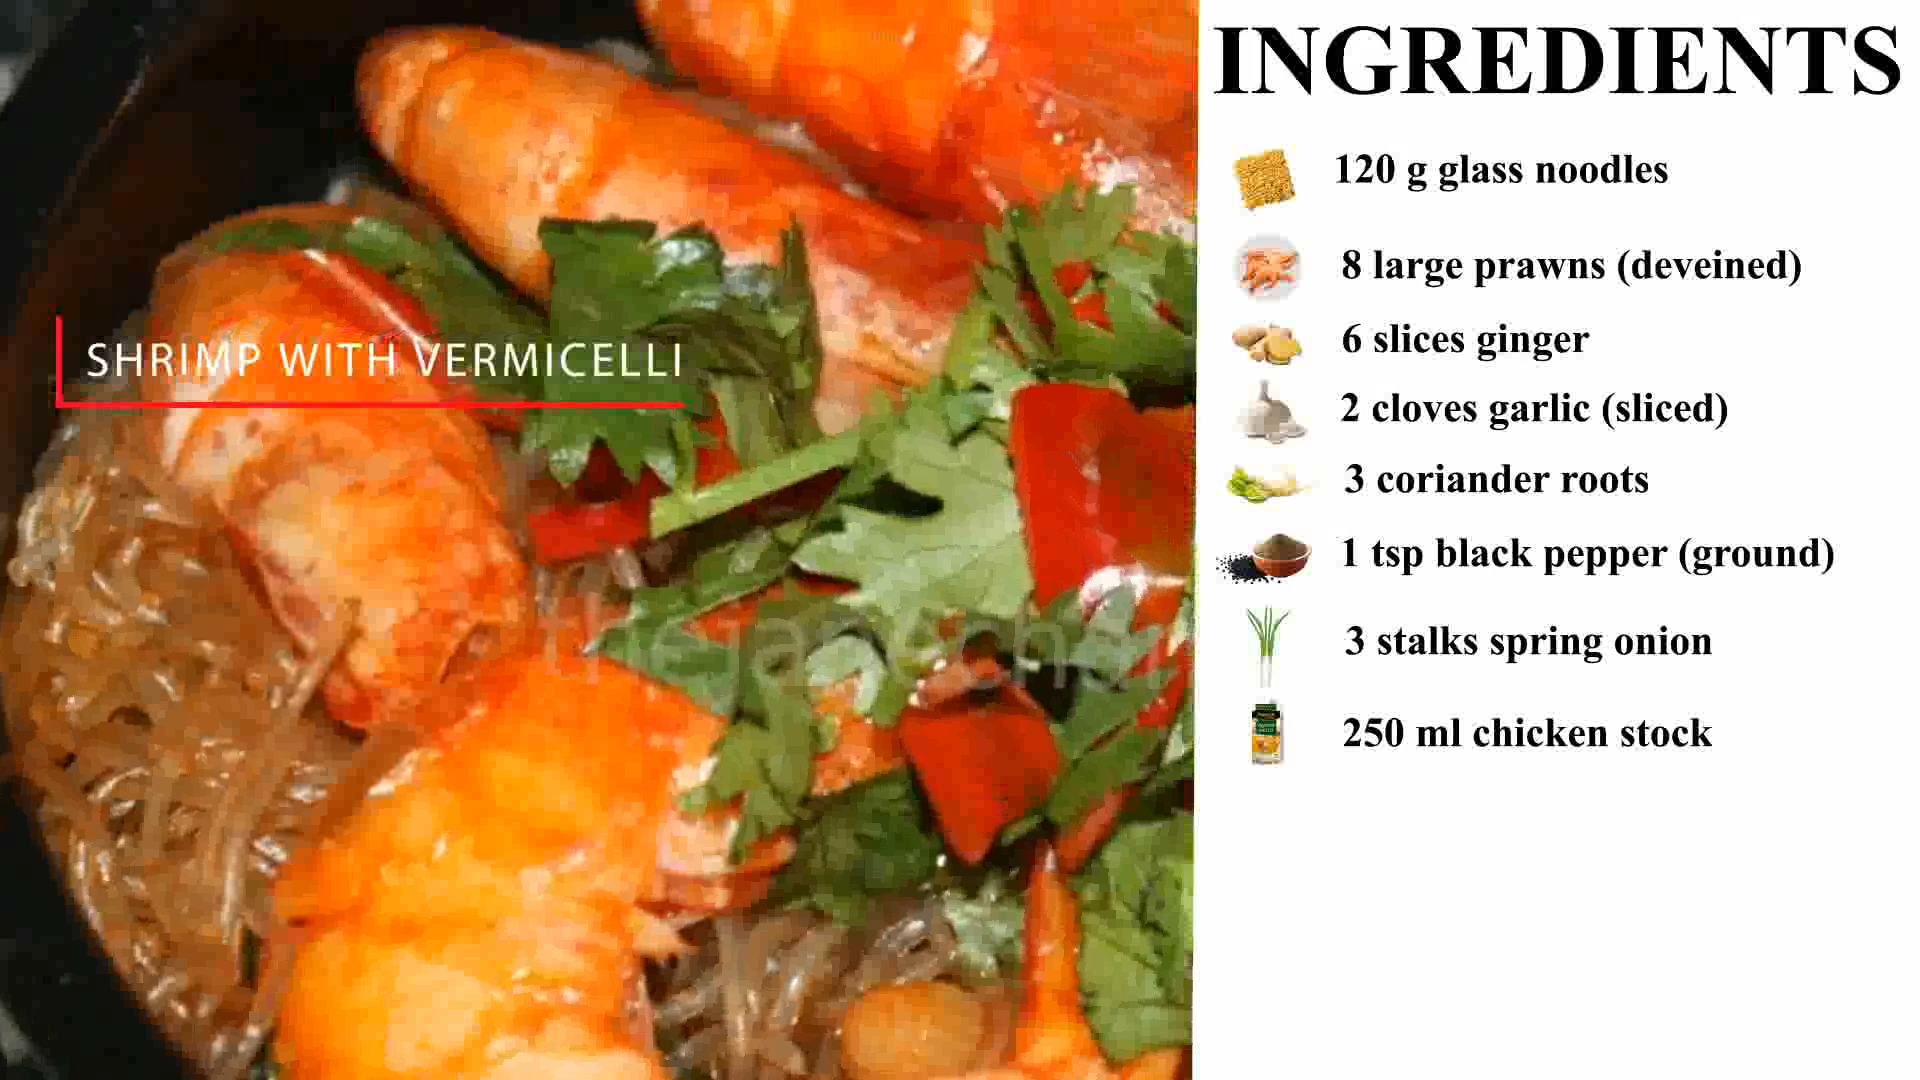 SHRIMP WITH VERMICELLI
INGREDIENTS
120 g glass noodles
8 large prawns (deveined)
6 slices ginger
2 cloves garlic (sliced)
3 coriander roots
1 tsp black pepper (ground)
3 stalks spring onion
250 ml chicken stock